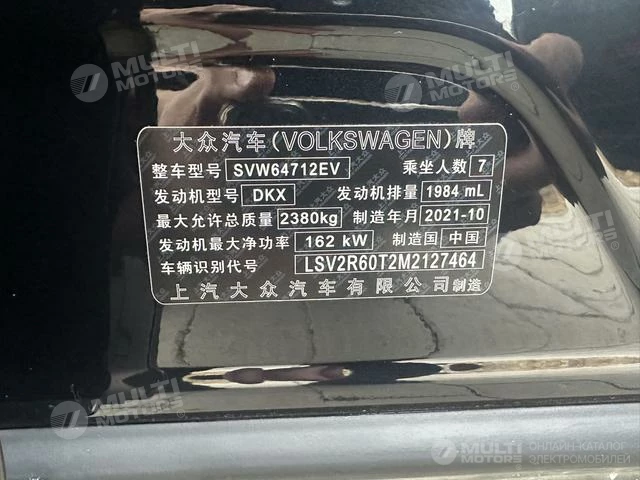 MULTI MOTORS
MULTI MOTORS
大众汽车(VOLKSWAGEN)牌
整车型号 SVW64712EV 乘坐人数 7
发动机型号 DKX 发动机排量 1984 mL
最大允许总质量 2380kg 制造年月 2021-10
发动机最大净功率 162 kW 制造国 中国
车辆识别代号 LSV2R60T2M2127464
上汽大众汽车有限公司制造
MULTI MOTORS
MULTI MOTORS
ОНЛАЙН-КАТАЛОГ
ЭЛЕКТРОМОБИЛЕЙ